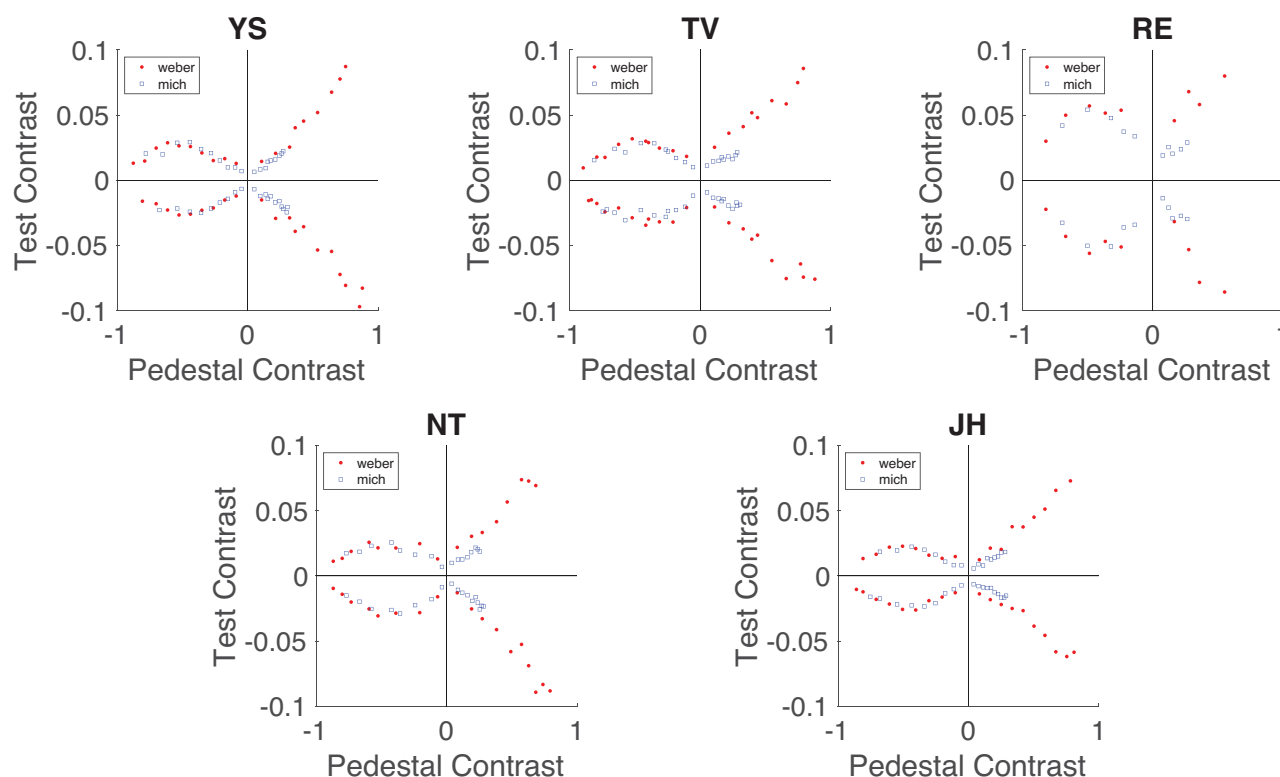 YS
TV
RE
0.1
0.05
0
-0.05
-0.1
-1
0
1
weber
mich
Test Contrast
Pedestal Contrast
0.1
0.05
0
-0.05
-0.1
-1
0
1
weber
mich
Test Contrast
Pedestal Contrast
0.1
0.05
0
-0.05
-0.1
-1
0
1
weber
mich
Test Contrast
Pedestal Contrast
NT
JH
0.1
0.05
0
-0.05
-0.1
-1
0
1
weber
mich
Test Contrast
Pedestal Contrast
0.1
0.05
0
-0.05
-0.1
-1
0
1
weber
mich
Test Contrast
Pedestal Contrast